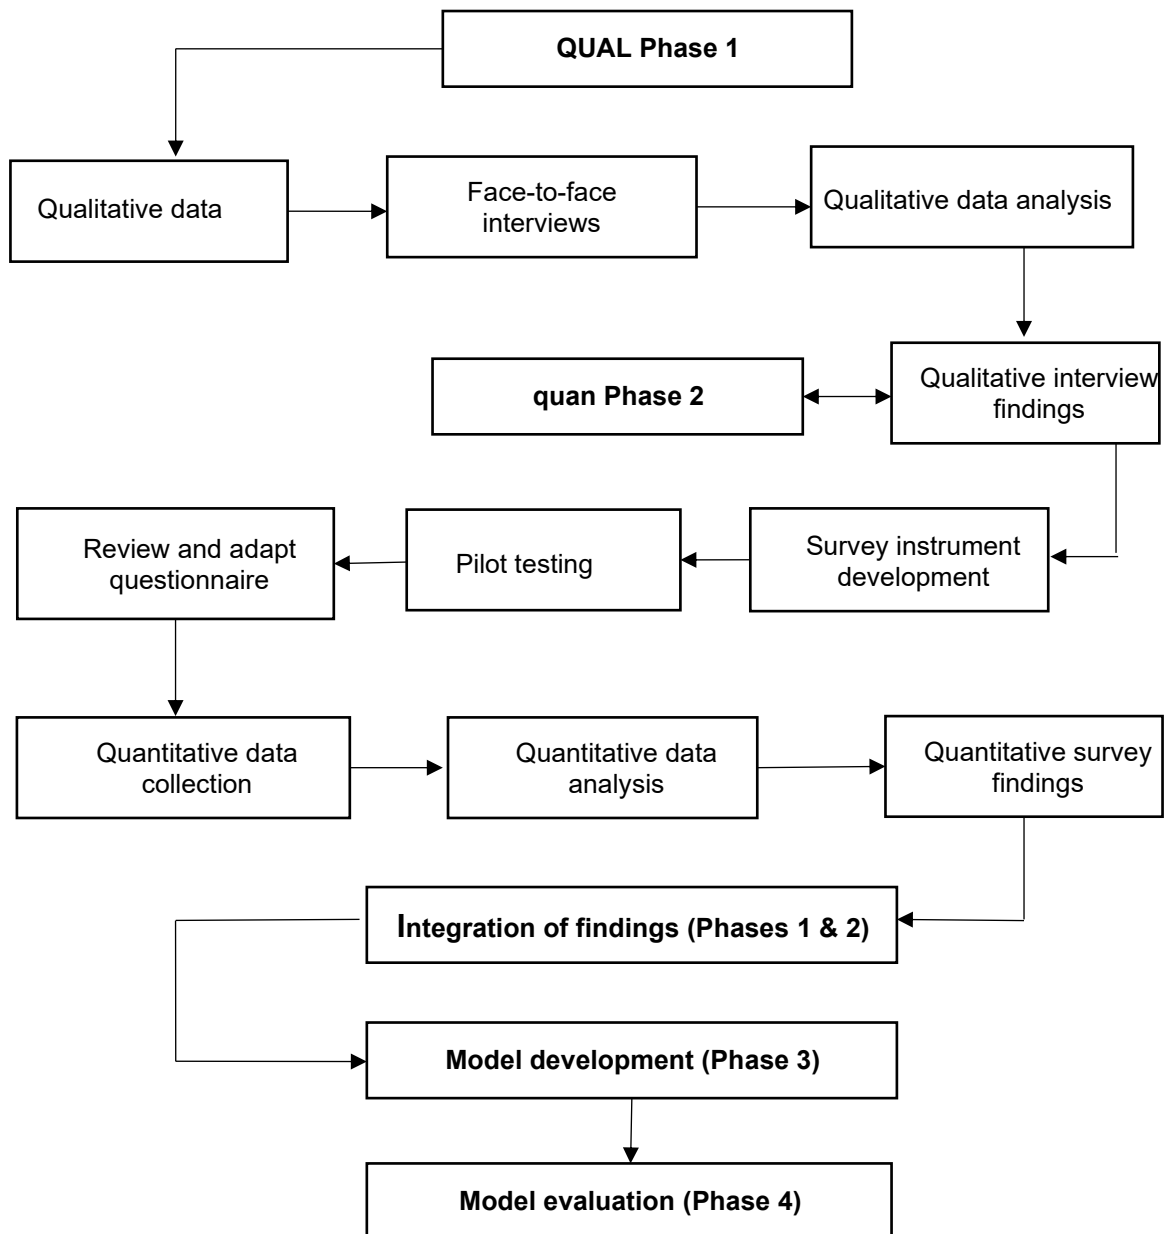 QUAL Phase 1
Qualitative data
Face-to-face
interviews
Qualitative data analysis
Qualitative interview
findings
quan Phase 2
Survey instrument
development
Pilot testing
Review and adapt
questionnaire
Quantitative data
collection
Quantitative data
analysis
Quantitative survey
findings
Integration of findings (Phases 1 & 2)
Model development (Phase 3)
Model evaluation (Phase 4)